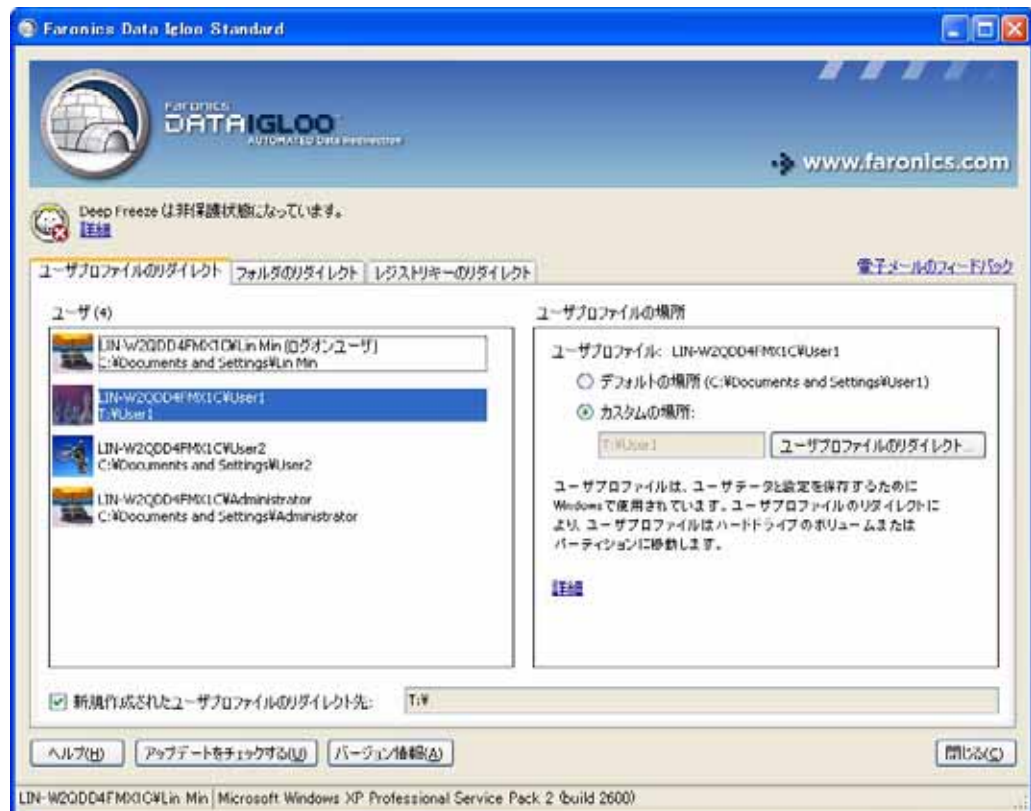 Faronics Data Igloo Standard
FARONICS
DATAIGLOO
AUTOMATED Data Redirection
www.faronics.com
Deep Freeze は非保護状態になっています。
詳細
ユーザプロファイルのリダイレクト
フォルダのリダイレクト
レジストリキーのリダイレクト
電子メールのフィードバック
ユーザ (4)
LIN-W2QDD4FMX1C¥Lin Min (ログオンユーザ)
C:¥Documents and Settings¥Lin Min
LIN-W2QDD4FMX1C¥User1
T:¥User1
LIN-W2QDD4FMX1C¥User2
C:¥Documents and Settings¥User2
LIN-W2QDD4FMX1C¥Administrator
C:¥Documents and Settings¥Administrator
ユーザプロファイルの場所
ユーザプロファイル: LIN-W2QDD4FMX1C¥User1
デフォルトの場所 (C:¥Documents and Settings¥User1)
カスタムの場所:
T:¥User1
ユーザプロファイルのリダイレクト...
ユーザプロファイルは、ユーザデータと設定を保存するために
Windowsで使用されています。ユーザプロファイルのリダイレクトに
より、ユーザプロファイルはハードドライブのボリュームまたは
パーティションに移動します。
詳細
新規作成されたユーザプロファイルのリダイレクト先:
T:¥
ヘルプ(H)
アップデートをチェックする(U)
バージョン情報(A)
閉じる(C)
LIN-W2QDD4FMX1C¥Lin Min
Microsoft Windows XP Professional Service Pack 2 (build 2600)